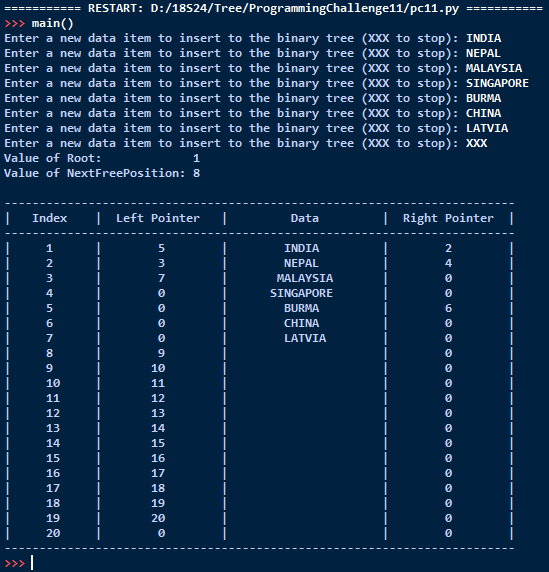 =========== RESTART: D:/18S24/Tree/ProgrammingChallenge11/pc11.py ===========
>>> main()
Enter a new data item to insert to the binary tree (XXX to stop): INDIA
Enter a new data item to insert to the binary tree (XXX to stop): NEPAL
Enter a new data item to insert to the binary tree (XXX to stop): MALAYSIA
Enter a new data item to insert to the binary tree (XXX to stop): SINGAPORE
Enter a new data item to insert to the binary tree (XXX to stop): BURMA
Enter a new data item to insert to the binary tree (XXX to stop): CHINA
Enter a new data item to insert to the binary tree (XXX to stop): LATVIA
Enter a new data item to insert to the binary tree (XXX to stop): XXX
Value of Root:             1
Value of NextFreePosition: 8

-------------------------------------------------------------------------
|   Index    |  Left Pointer   |         Data         |  Right Pointer  |
-------------------------------------------------------------------------
|     1      |        5        |        INDIA         |        2        |
|     2      |        3        |        NEPAL         |        4        |
|     3      |        7        |       MALAYSIA       |        0        |
|     4      |        0        |      SINGAPORE       |        0        |
|     5      |        0        |        BURMA         |        6        |
|     6      |        0        |        CHINA         |        0        |
|     7      |        0        |        LATVIA        |        0        |
|     8      |        9        |                      |        0        |
|     9      |       10        |                      |        0        |
|     10     |       11        |                      |        0        |
|     11     |       12        |                      |        0        |
|     12     |       13        |                      |        0        |
|     13     |       14        |                      |        0        |
|     14     |       15        |                      |        0        |
|     15     |       16        |                      |        0        |
|     16     |       17        |                      |        0        |
|     17     |       18        |                      |        0        |
|     18     |       19        |                      |        0        |
|     19     |       20        |                      |        0        |
|     20     |        0        |                      |        0        |
-------------------------------------------------------------------------
>>>